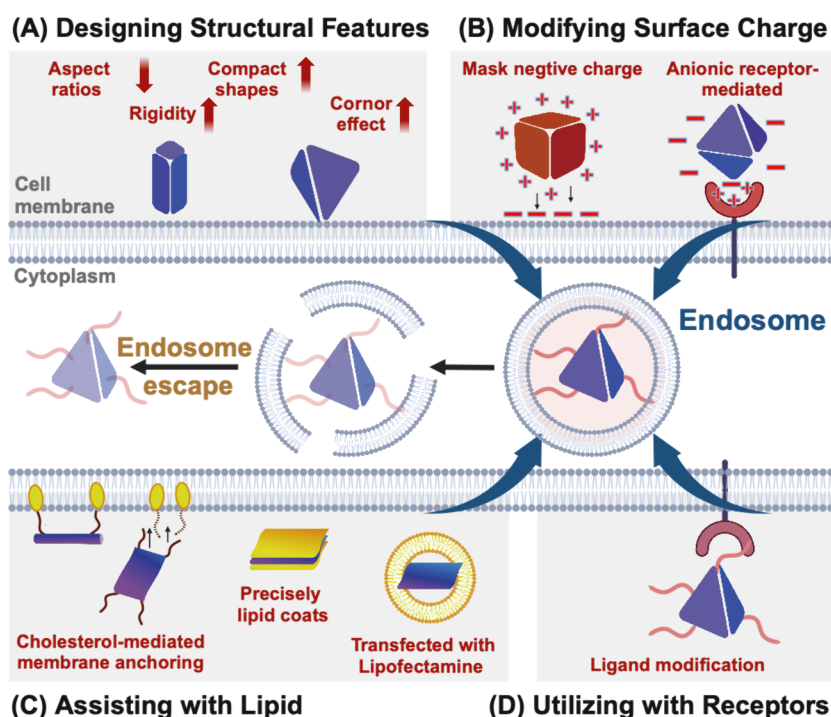 (A) Designing Structural Features
(B) Modifying Surface Charge
Aspect
ratios
Compact
shapes
Rigidity
Cornor
effect
Mask negtive charge
Anionic receptor-
mediated
Cell
membrane
Cytoplasm
Endosome
Endosome
escape
Cholesterol-mediated
membrane anchoring
Precisely
lipid coats
Transfected with
Lipofectamine
Ligand modification
(C) Assisting with Lipid
(D) Utilizing with Receptors